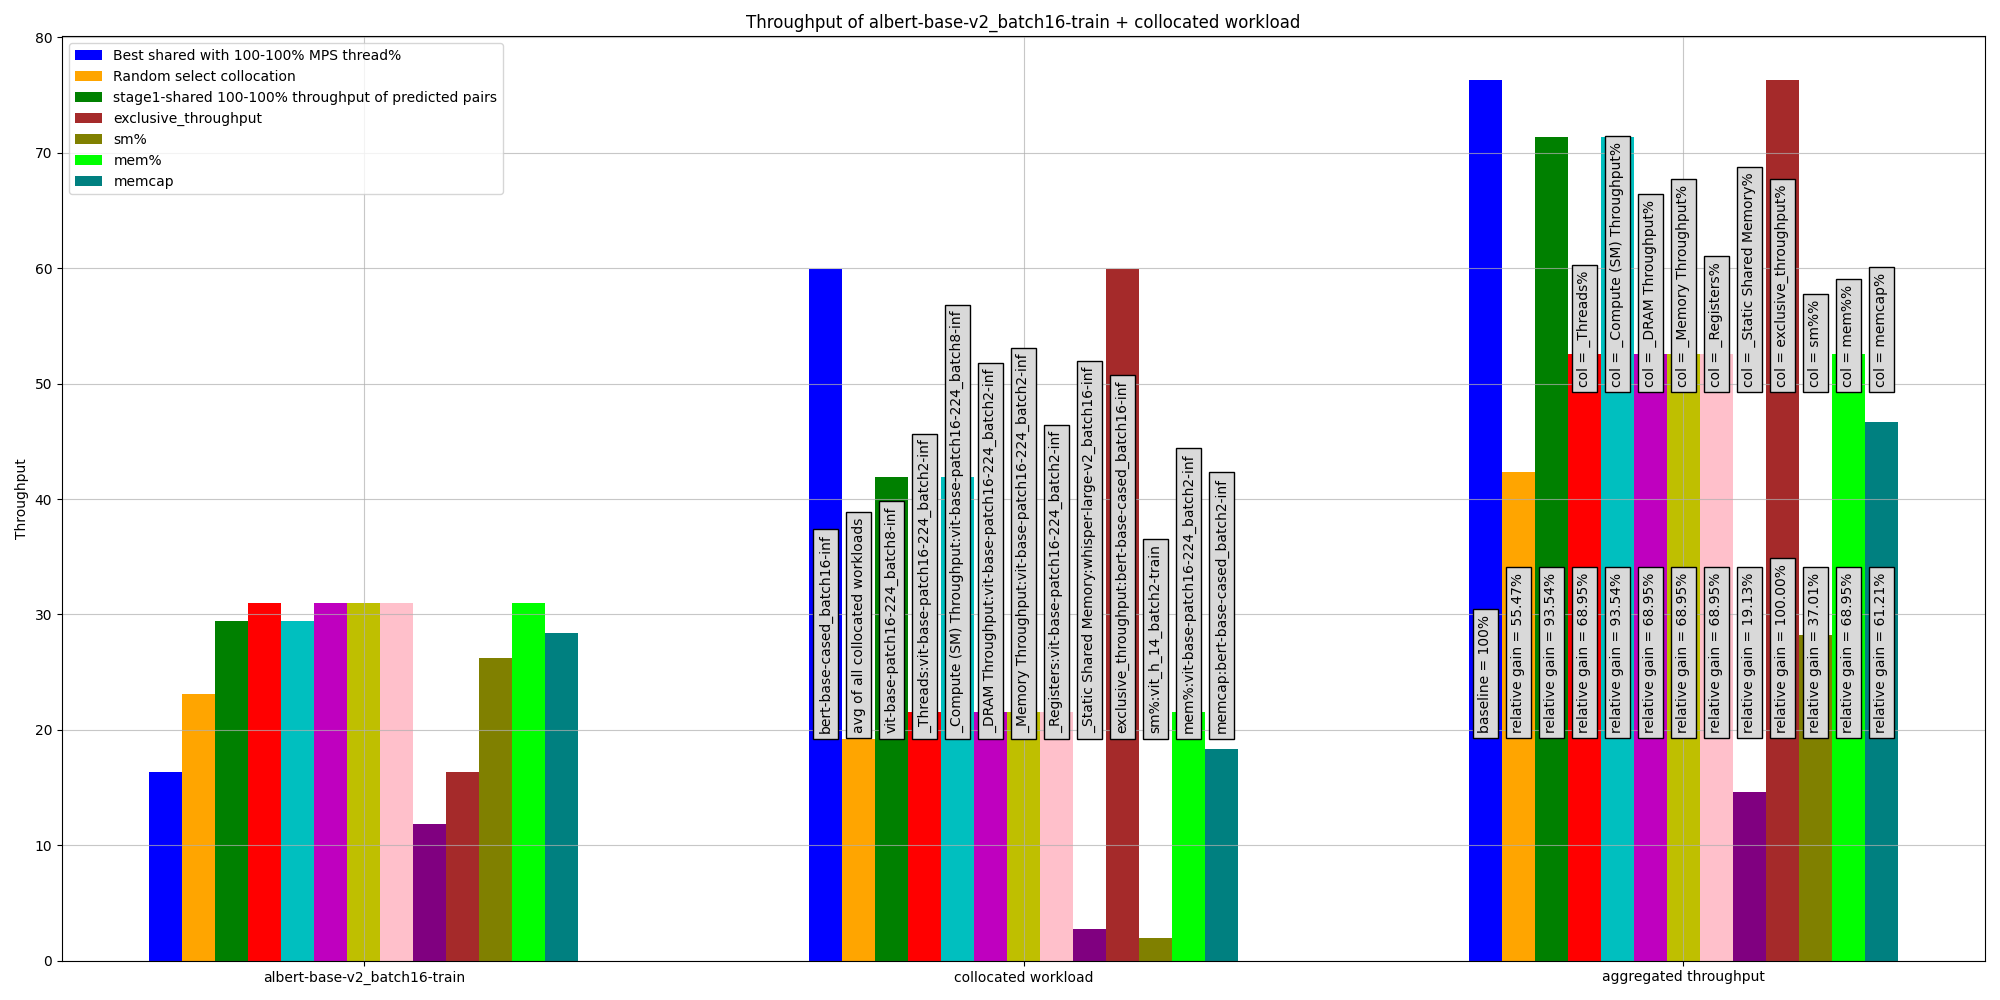 Throughput of albert-base-v2_batch16-train + collocated workload
Best shared with 100-100% MPS thread%
Random select collocation
stage1-shared 100-100% throughput of predicted pairs
exclusive_throughput
sm%
mem%
memcap
Throughput
80
70
60
50
40
30
20
10
0
bert-base-cased_batch16-inf
avg of all collocated workloads
vit-base-patch16-224_batch8-inf
_Threads:vit-base-patch16-224_batch2-inf
_Compute (SM) Throughput:vit-base-patch16-224_batch8-inf
_DRAM Throughput:vit-base-patch16-224_batch2-inf
_Memory Throughput:vit-base-patch16-224_batch2-inf
_Registers:vit-base-patch16-224_batch2-inf
_Static Shared Memory:whisper-large-v2_batch16-inf
exclusive_throughput:bert-base-cased_batch16-inf
sm%:vit_h_14_batch2-train
mem%:vit-base-patch16-224_batch2-inf
memcap:bert-base-cased_batch2-inf
col = _Threads%
col = _Compute (SM) Throughput%
col = _DRAM Throughput%
col = _Memory Throughput%
col = _Registers%
col = _Static Shared Memory%
col = exclusive_throughput%
col = sm%%
col = mem%%
col = memcap%
baseline = 100%
relative gain = 55.47%
relative gain = 93.54%
relative gain = 68.95%
relative gain = 93.54%
relative gain = 68.95%
relative gain = 68.95%
relative gain = 68.95%
relative gain = 19.13%
relative gain = 100.00%
relative gain = 37.01%
relative gain = 68.95%
relative gain = 61.21%
albert-base-v2_batch16-train
collocated workload
aggregated throughput